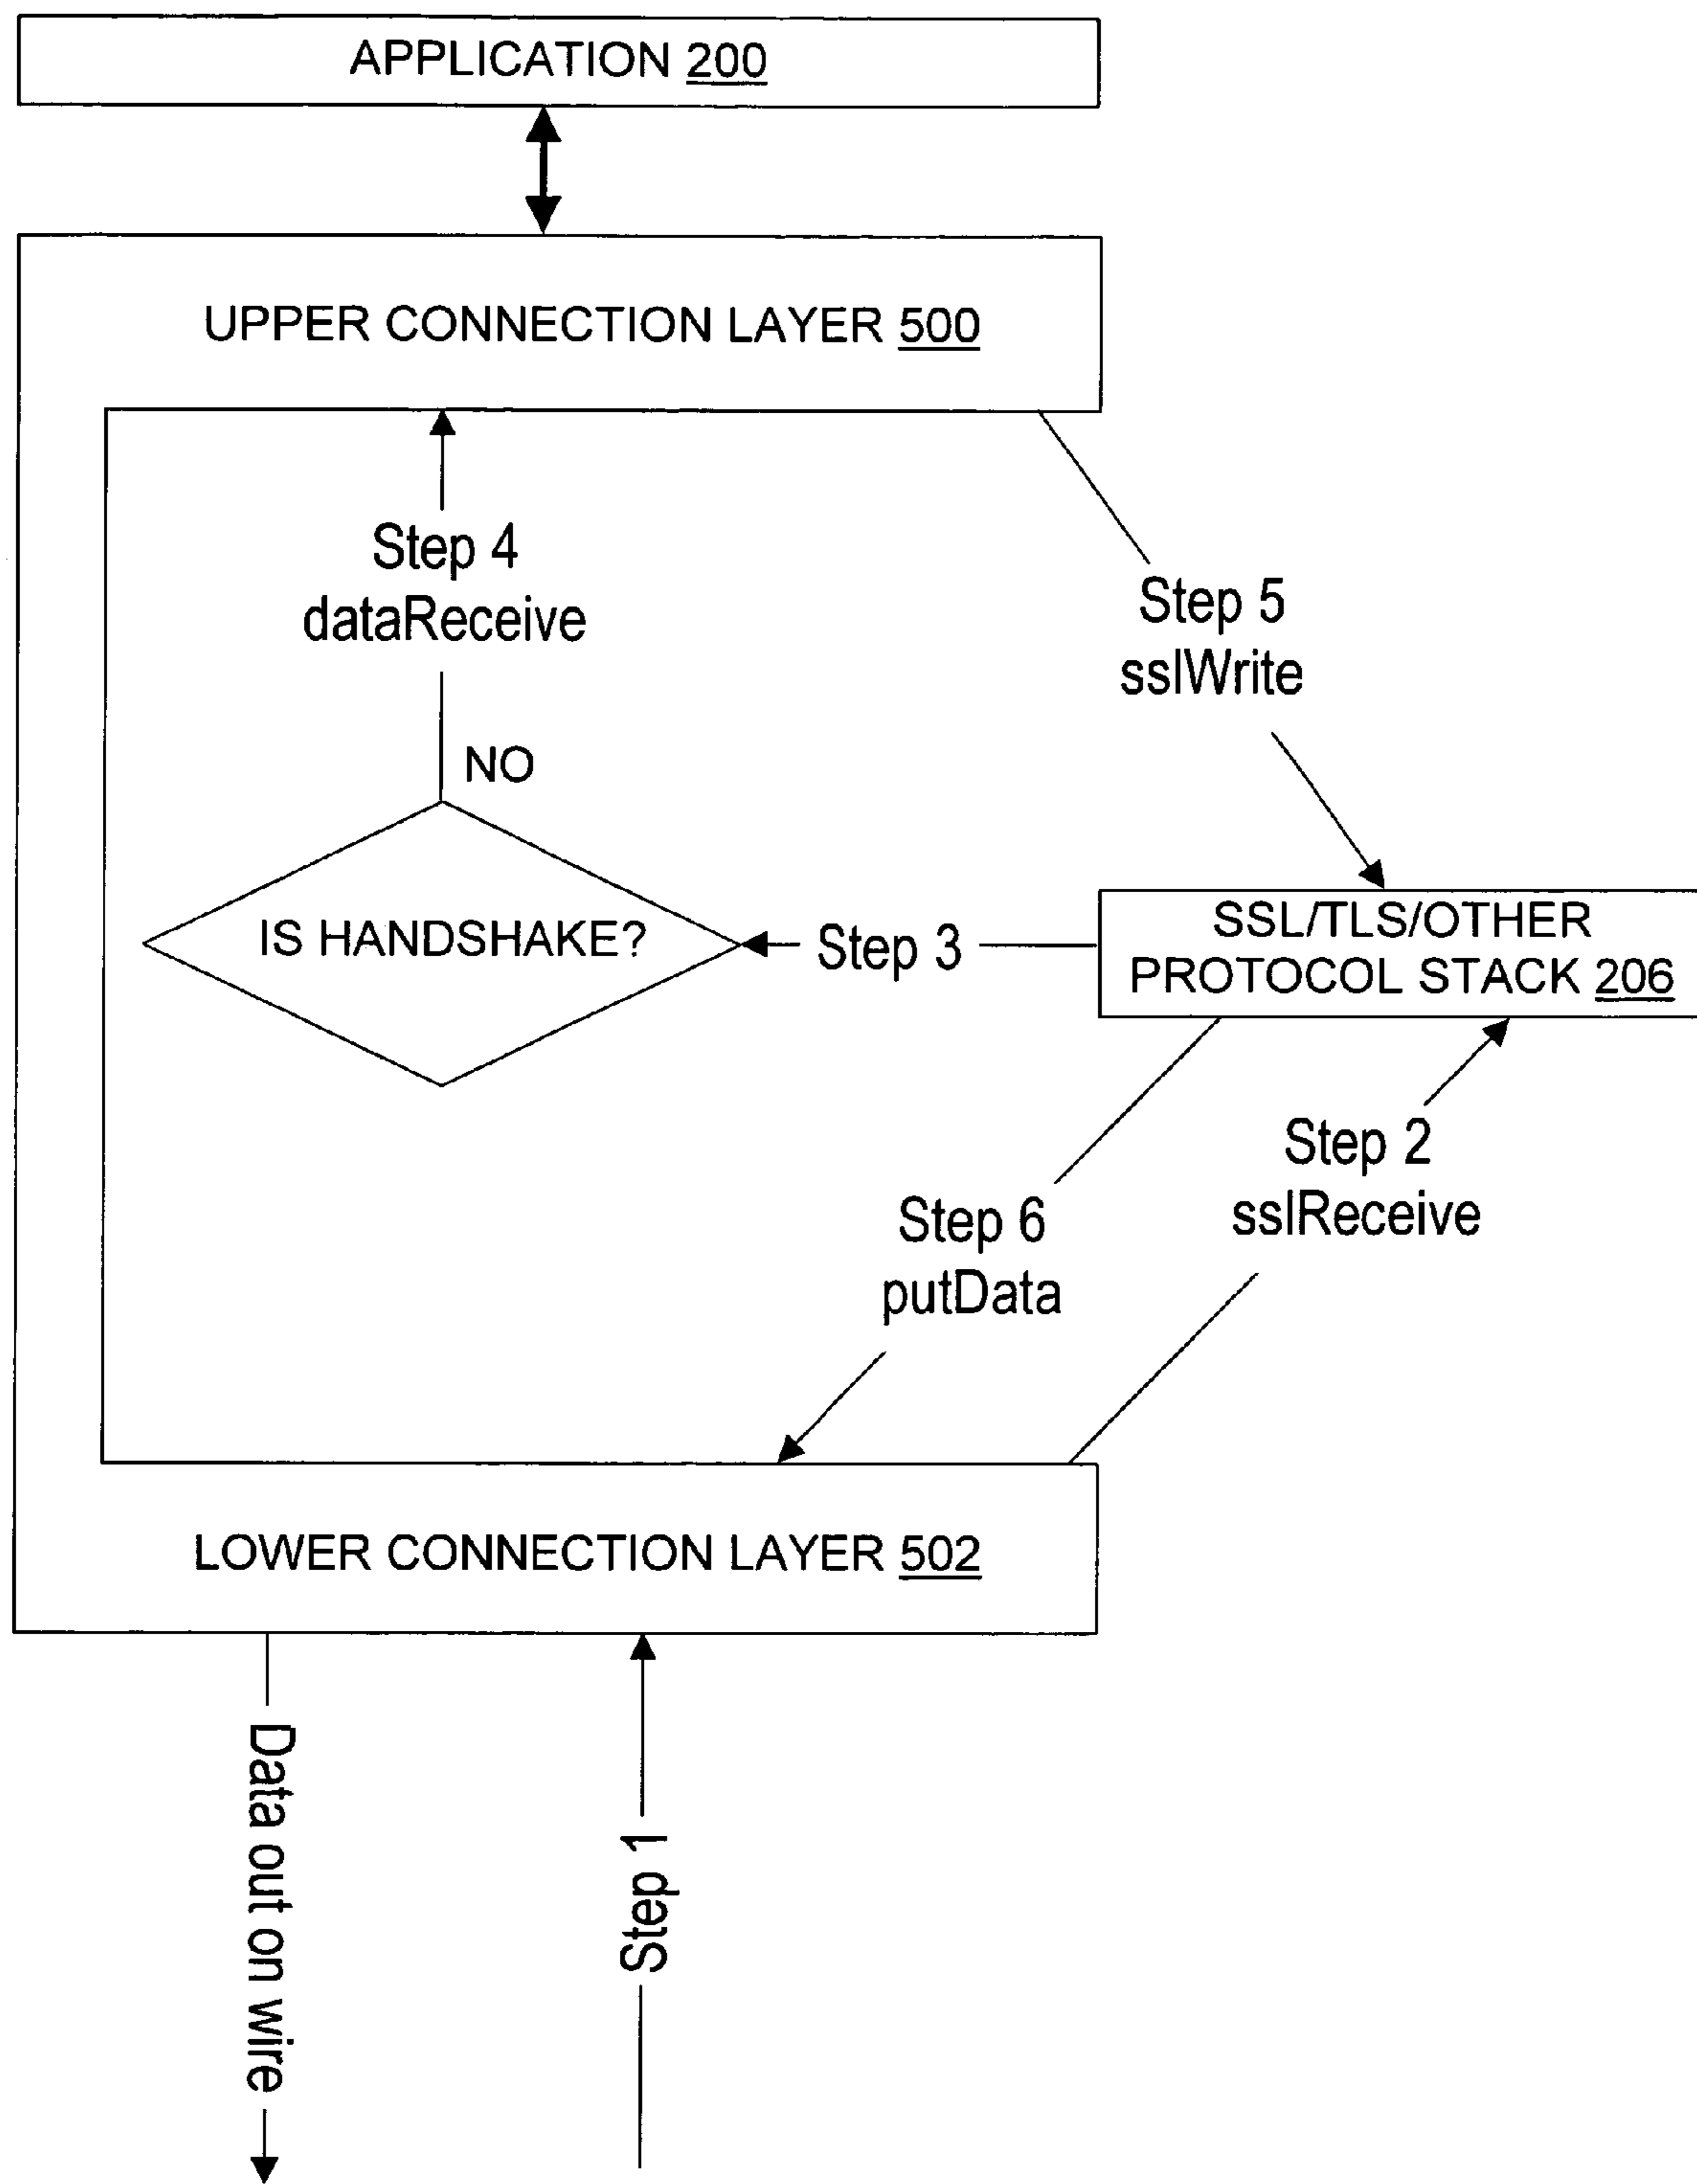 APPLICATION 200
UPPER CONNECTION LAYER 500
Step 4
dataReceive
Step 5
sslWrite
NO
IS HANDSHAKE?
Step 3
SSL/TLS/OTHER
PROTOCOL STACK 206
Step 2
sslReceive
Step 6
putData
LOWER CONNECTION LAYER 502
Data out on wire
Step 1